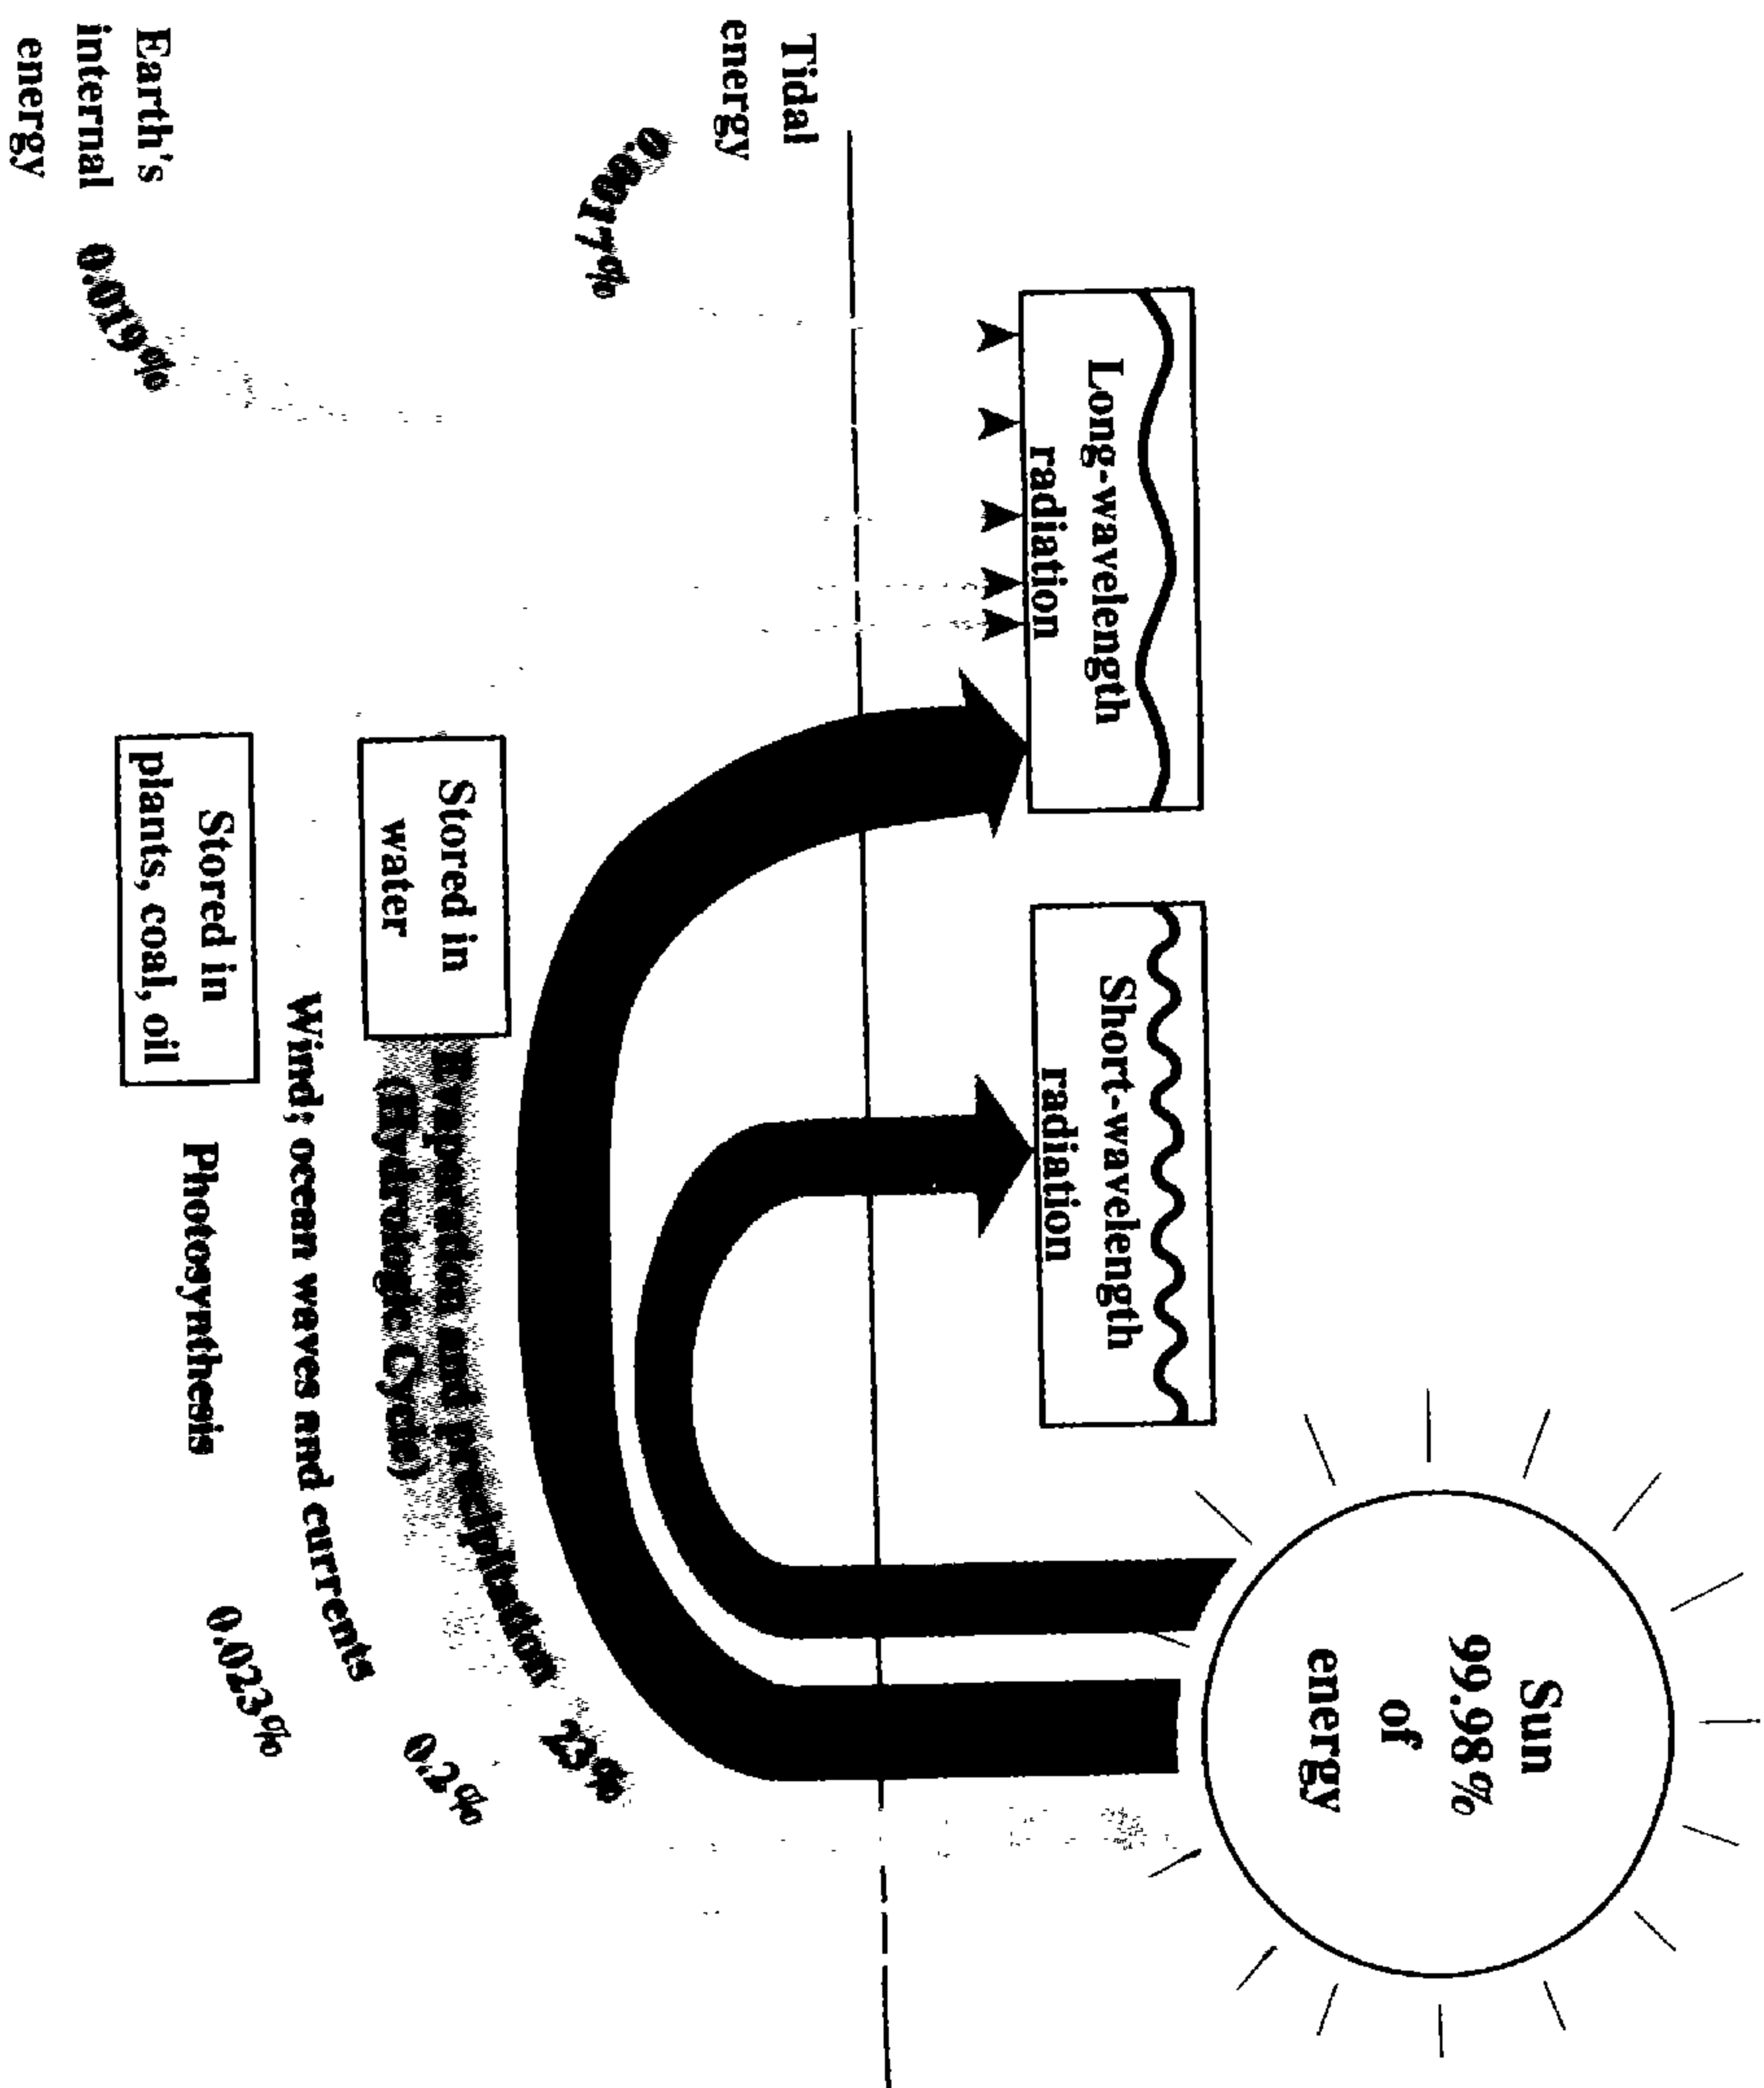 Sun
99.98%
of
energy
Long-wavelength
radiation
Short-wavelength
radiation
Tidal
energy
0.0017%
Stored in
water
Evaporation and precipitation
(Hydrologic Cycle)
23%
Wind; ocean waves and currents
0.2%
Stored in
plants, coal, oil
Photosynthesis
0.023%
Earth's
internal
energy
0.019%